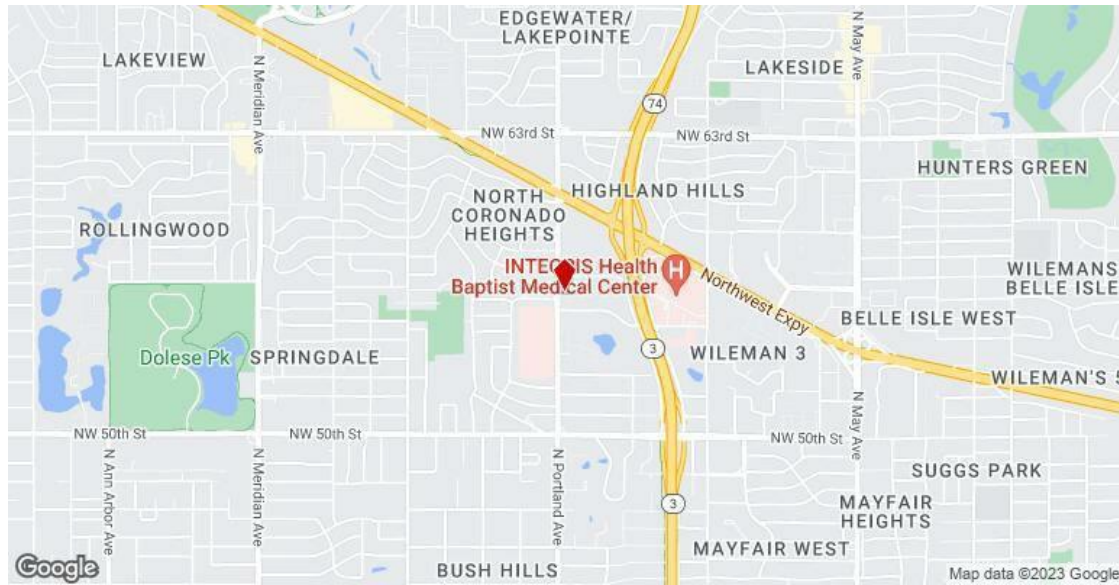 EDGEWATER/
LAKEPOINTE
LAKEVIEW
N Meridian Ave
N May Ave
LAKESIDE
74
NW 63rd St
NW 63rd St
HUNTERS GREEN
NORTH
CORONADO
HEIGHTS
HIGHLAND HILLS
ROLLINGWOOD
Health
Baptist Medical Center
H
Northwest Expy
WILEMANS
BELLE ISLE
BELLE ISLE WEST
Dolese Pk
SPRINGDALE
3
WILEMAN 3
WILEMAN'S 5
NW 50th St
NW 50th St
NW 50th St
N Ann Arbor Ave
N Meridian Ave
N Portland Ave
N May Ave
SUGGS PARK
3
MAYFAIR
HEIGHTS
MAYFAIR WEST
BUSH HILLS
Google
Map data ©2023 Google